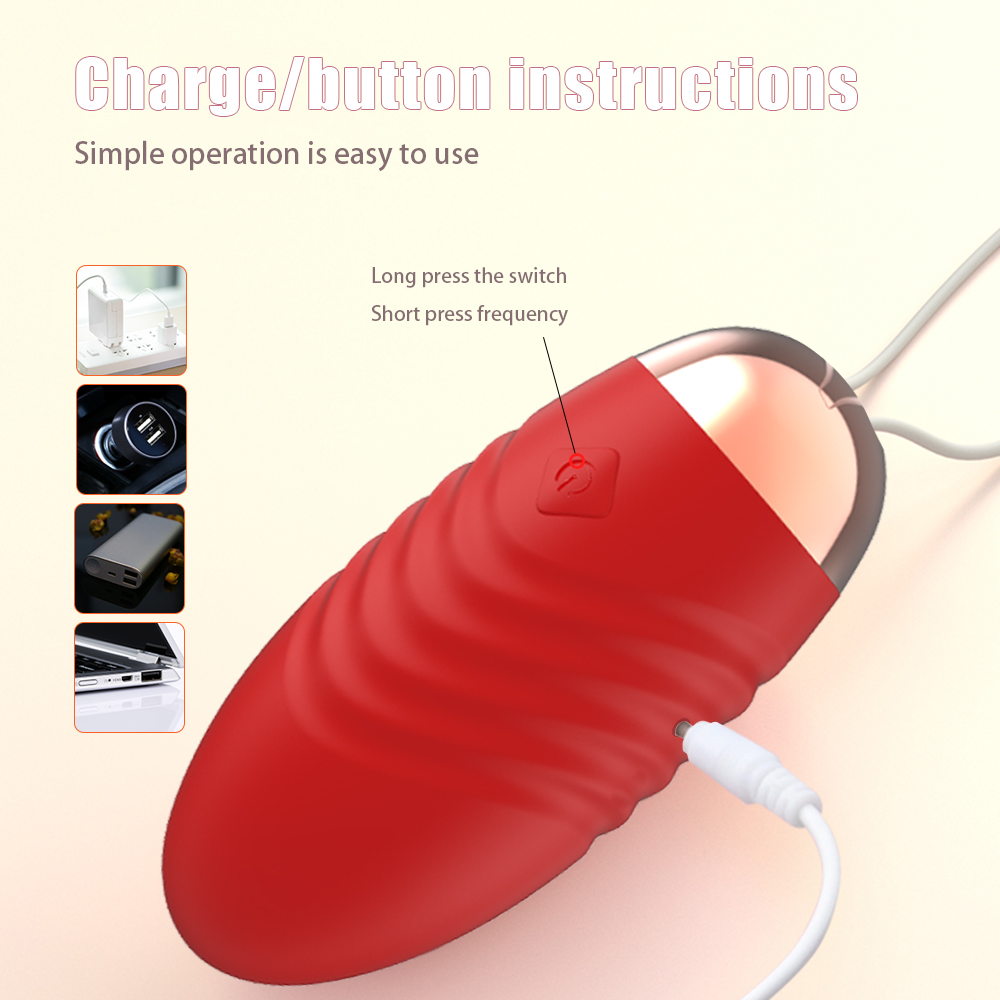 Charge/button instructions
Simple operation is easy to use
Long press the switch
Short press frequency